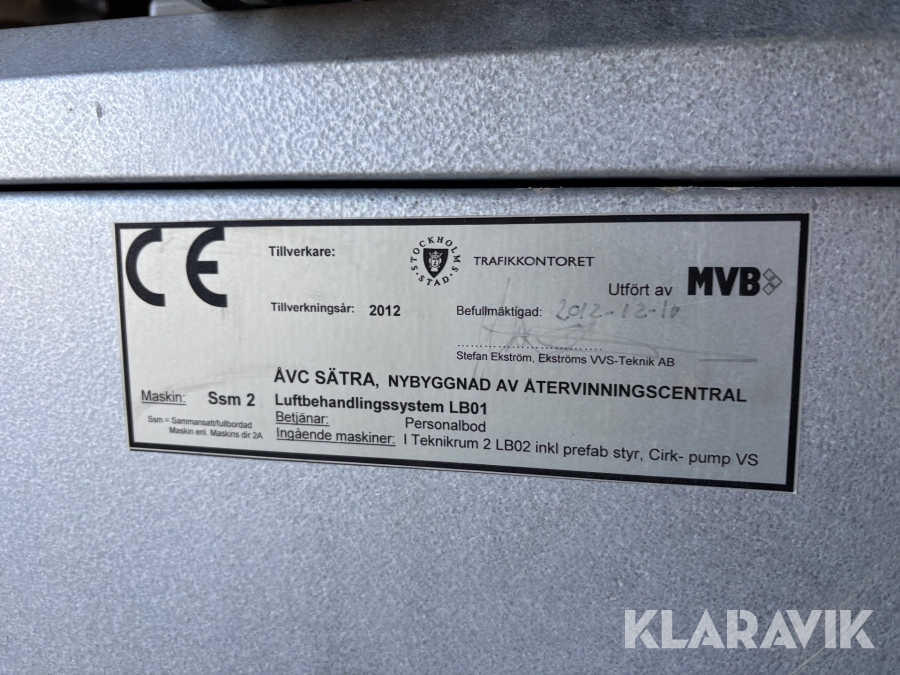 CE
Tillverkare:
STOCKHOLMS STAD
TRAFIKKONTORET
Utfört av MVB
Tillverkningsår: 2012
Befullmäktigad: 2012-12-10
Stefan Ekström, Ekströms VVS-Teknik AB
ÅVC SÄTRA, NYBYGGNAD AV ÅTERVINNINGSCENTRAL
Maskin: Ssm 2 Luftbehandlingssystem LB01
Ssm = Sammansatt/fullbordad
Maskin enl. Maskins dir 2A
Betjänar: Personalbod
Ingående maskiner: I Teknikrum 2 LB02 inkl prefab styr, Cirk- pump VS
KLARAVIK